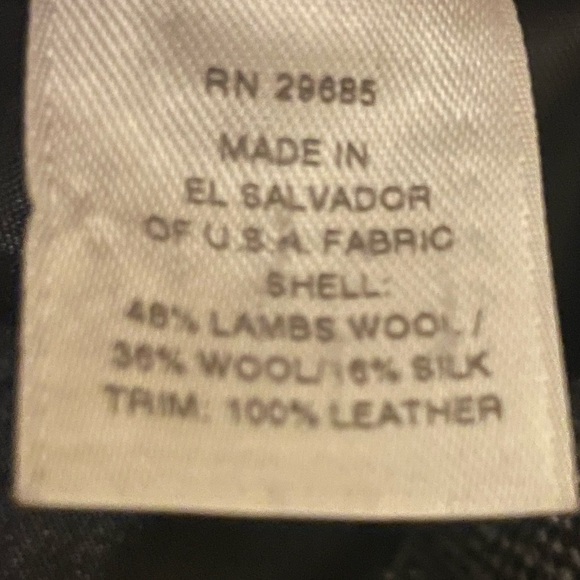 RN 29685
MADE IN
EL SALVADOR
OF U.S.A. FABRIC
SHELL:
48% LAMBS WOOL /
36% WOOL/16% SILK
TRIM: 100% LEATHER